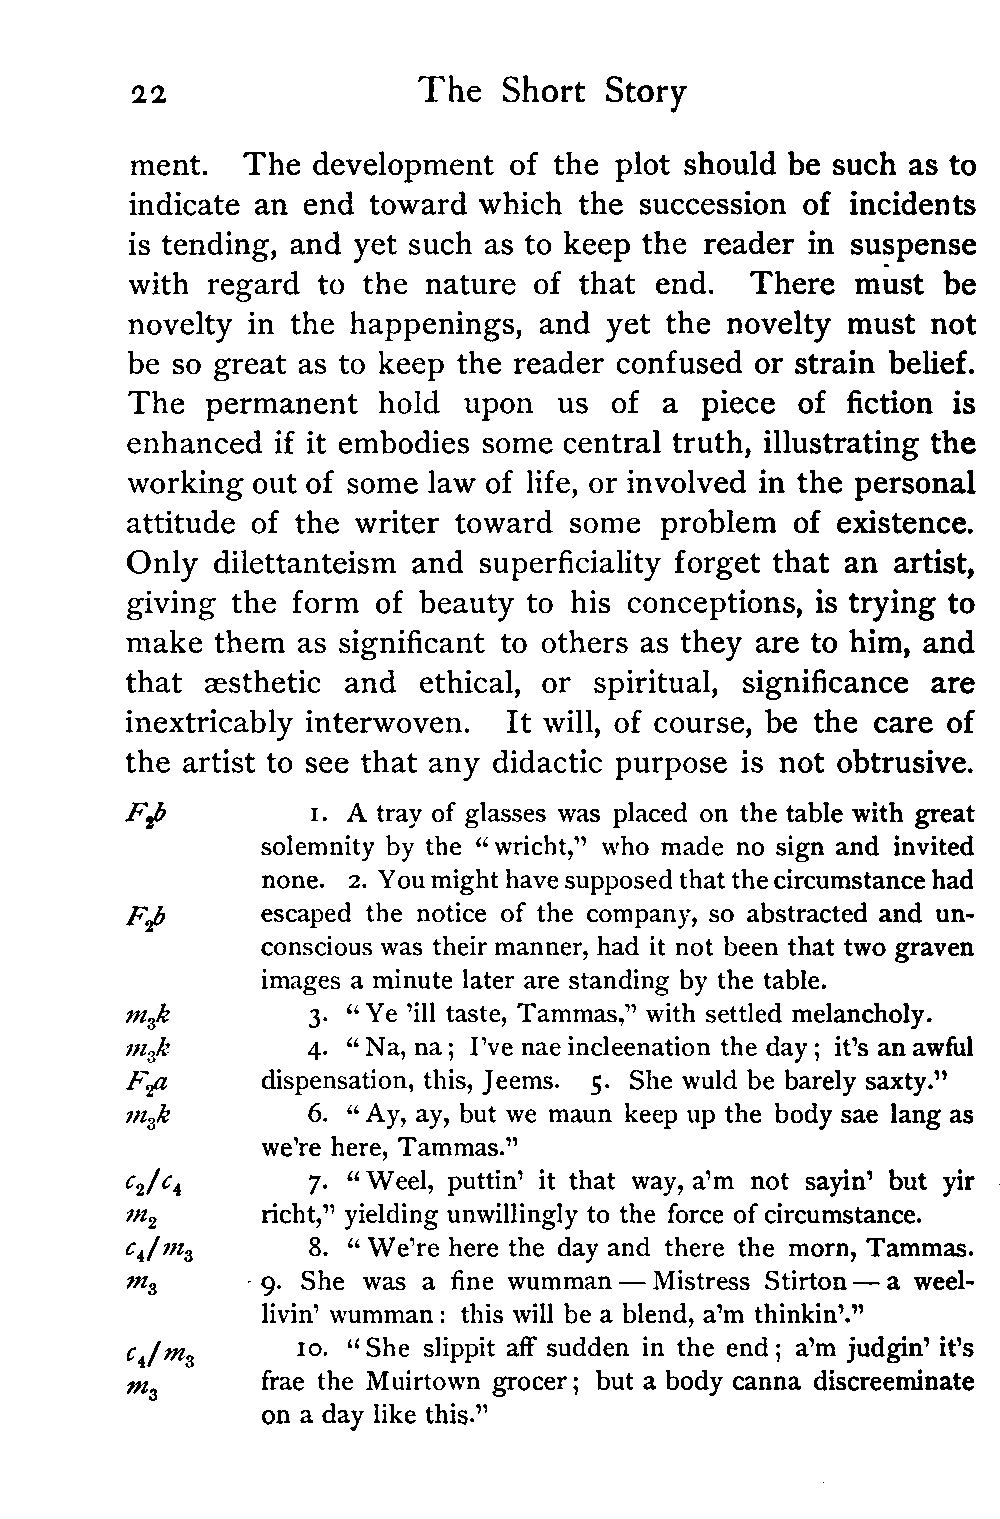 22 The Short Story
ment. The development of the plot should be such as to
indicate an end toward which the succession of incidents
is tending, and yet such as to keep the reader in suspense
with regard to the nature of that end. There must be
novelty in the happenings, and yet the novelty must not
be so great as to keep the reader confused or strain belief.
The permanent hold upon us of a piece of fiction is
enhanced if it embodies some central truth, illustrating the
working out of some law of life, or involved in the personal
attitude of the writer toward some problem of existence.
Only dilettanteism and superficiality forget that an artist,
giving the form of beauty to his conceptions, is trying to
make them as significant to others as they are to him, and
that æsthetic and ethical, or spiritual, significance are
inextricably interwoven. It will, of course, be the care of
the artist to see that any didactic purpose is not obtrusive.
F₂b 1. A tray of glasses was placed on the table with great
solemnity by the “wricht,” who made no sign and invited
none. 2. You might have supposed that the circumstance had
F₂b escaped the notice of the company, so abstracted and un-
conscious was their manner, had it not been that two graven
images a minute later are standing by the table.
m₃k 3. “Ye ’ill taste, Tammas,” with settled melancholy.
m₃k 4. “Na, na; I’ve nae incleenation the day; it’s an awful
F₂a dispensation, this, Jeems. 5. She wuld be barely saxty.”
m₃k 6. “Ay, ay, but we maun keep up the body sae lang as
we’re here, Tammas.”
c₂/c₄ 7. “Weel, puttin’ it that way, a’m not sayin’ but yir
m₂ richt,” yielding unwillingly to the force of circumstance.
c₄/m₃ 8. “We’re here the day and there the morn, Tammas.
m₃ 9. She was a fine wumman — Mistress Stirton — a weel-
livin’ wumman: this will be a blend, a’m thinkin’.”
c₄/m₃ 10. “She slippit aff sudden in the end; a’m judgin’ it’s
m₃ frae the Muirtown grocer; but a body canna discreeminate
on a day like this.”